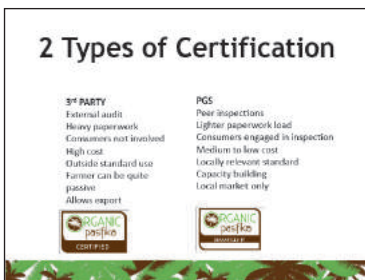 2 Types of Certification
3rd PARTY
External audit
Heavy paperwork
Consumers not involved
High cost
Outside standard use
Farmer can be quite
passive
Allows export
ORGANIC
pasifika
CERTIFIED
PGS
Peer inspections
Lighter paperwork load
Consumers engaged in inspection
Medium to low cost
Locally relevant standard
Capacity building
Local market only
ORGANIC
pasifika